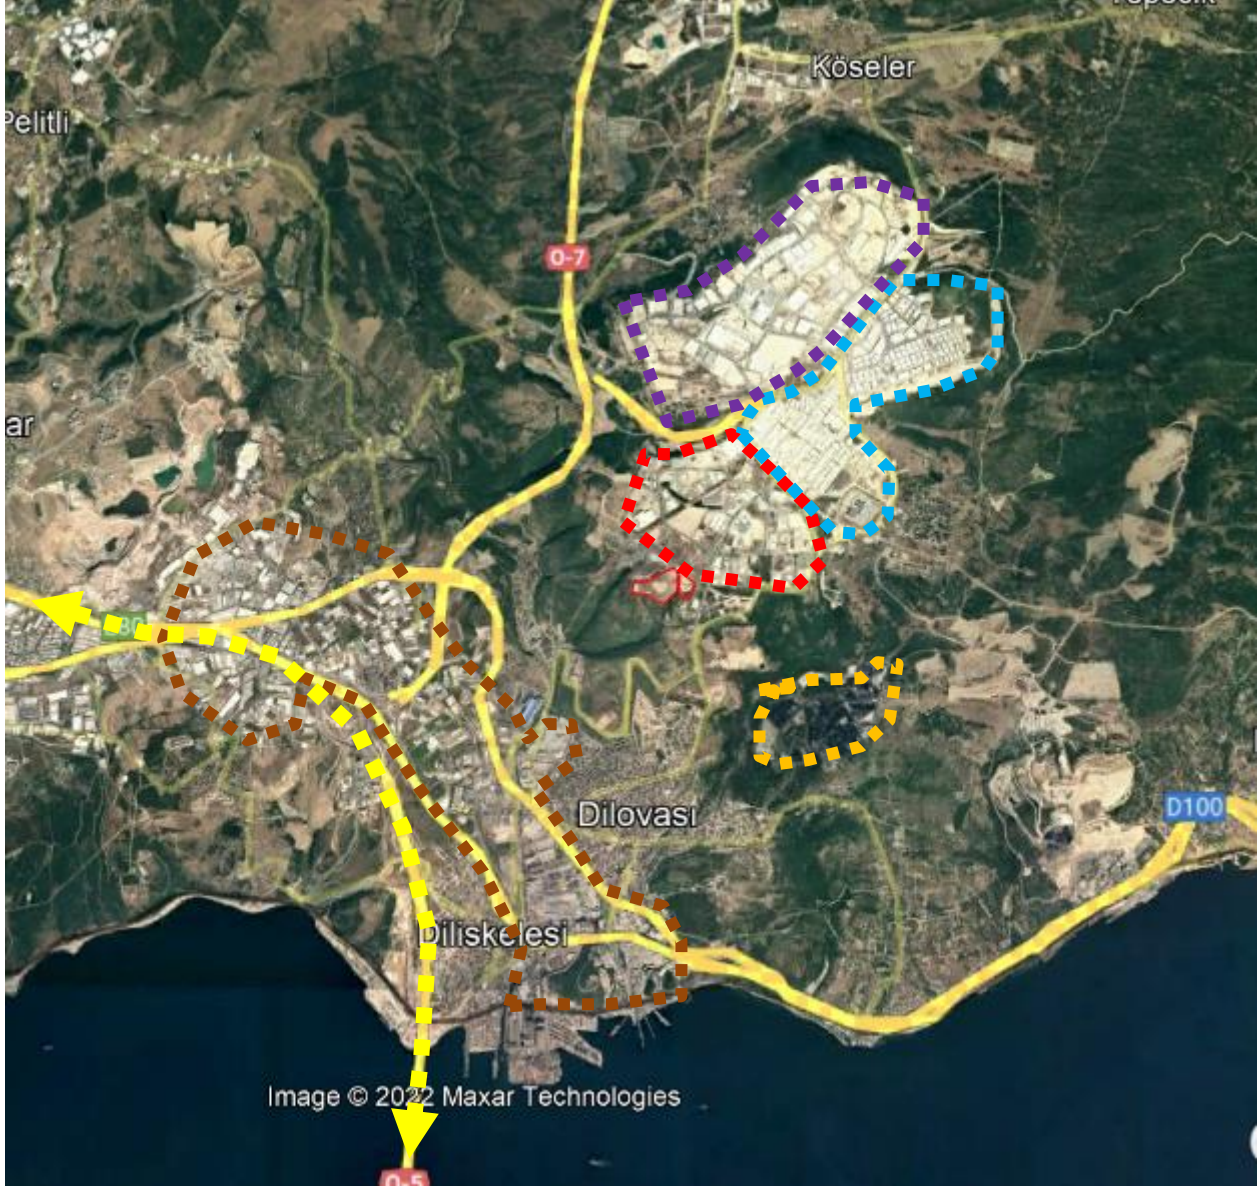 Köseler
Pelitli
O-7
ar
D100
Dilovası
Diliskelesi
Image © 2022 Maxar Technologies
O-5